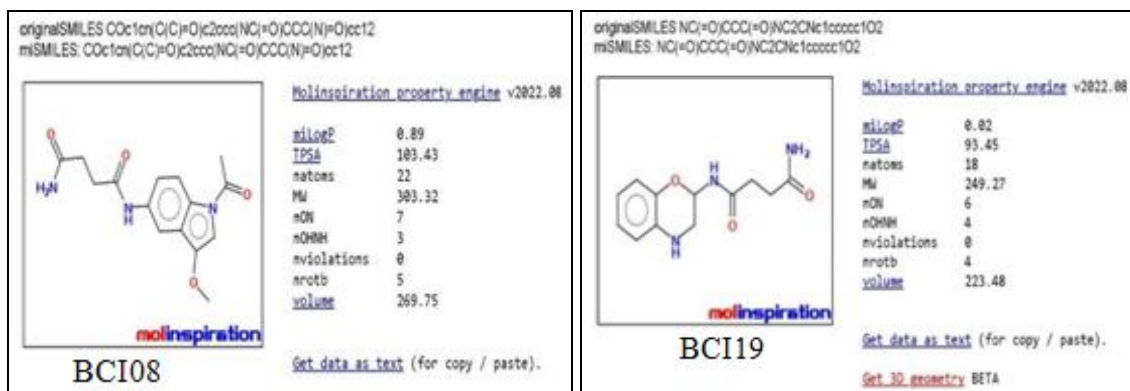 originalSMILES COc1cn(C(C)=O)c2ccc(NC(=O)CCC(N)=O)cc12
miSMILES: COc1cn(C(C)=O)c2ccc(NC(=O)CCC(N)=O)cc12
Molinspiration property engine v2022.08
miLogP 0.89
TPSA 103.43
natoms 22
MW 303.32
nON 7
nOHNH 3
nviolations 0
nrotb 5
volume 269.75
O
O
H₂N
NH
N
O
O
molinspiration
Get data as text (for copy / paste).
BCI08
originalSMILES NC(=O)CCC(=O)NC2CNc1ccccc1O2
miSMILES: NC(=O)CCC(=O)NC2CNc1ccccc1O2
Molinspiration property engine v2022.08
miLogP 0.02
TPSA 93.45
natoms 18
MW 249.27
nON 6
nOHNH 4
nviolations 0
nrotb 4
volume 223.48
NH₂
O
H
N
O
O
N
H
molinspiration
Get data as text (for copy / paste).
Get 3D geometry BETA
BCI19